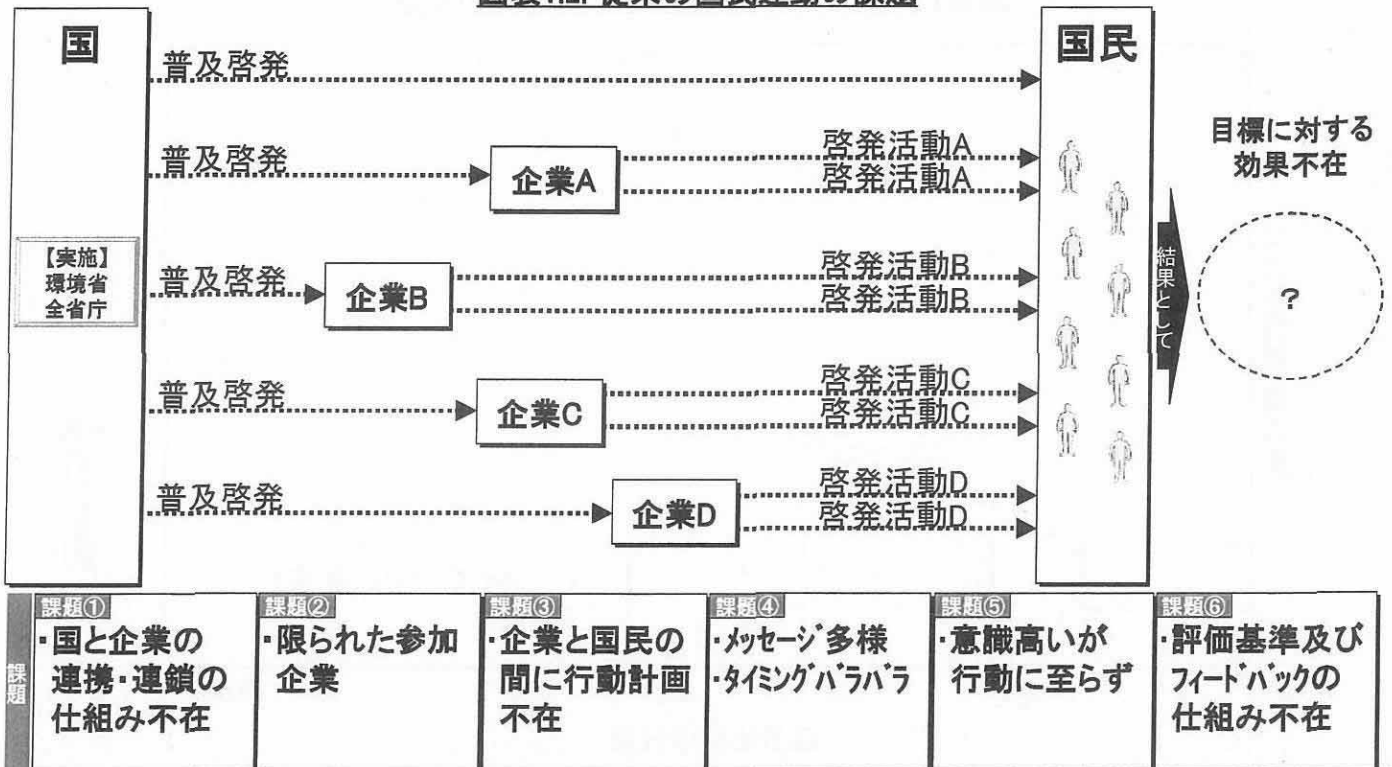 従来の国民運動の課題
国
国民
普及啓発
目標に対する
効果不在
普及啓発
企業A
啓発活動A
啓発活動A
【実施】
環境省
全省庁
普及啓発
企業B
啓発活動B
啓発活動B
結果として
?
普及啓発
企業C
啓発活動C
啓発活動C
普及啓発
企業D
啓発活動D
啓発活動D
課題
課題①
・国と企業の
連携・連鎖の
仕組み不在
課題②
・限られた参加
企業
課題③
・企業と国民の
間に行動計画
不在
課題④
・メッセージ多様
・タイミングバラバラ
課題⑤
・意識高いが
行動に至らず
課題⑥
・評価基準及び
フィードバックの
仕組み不在